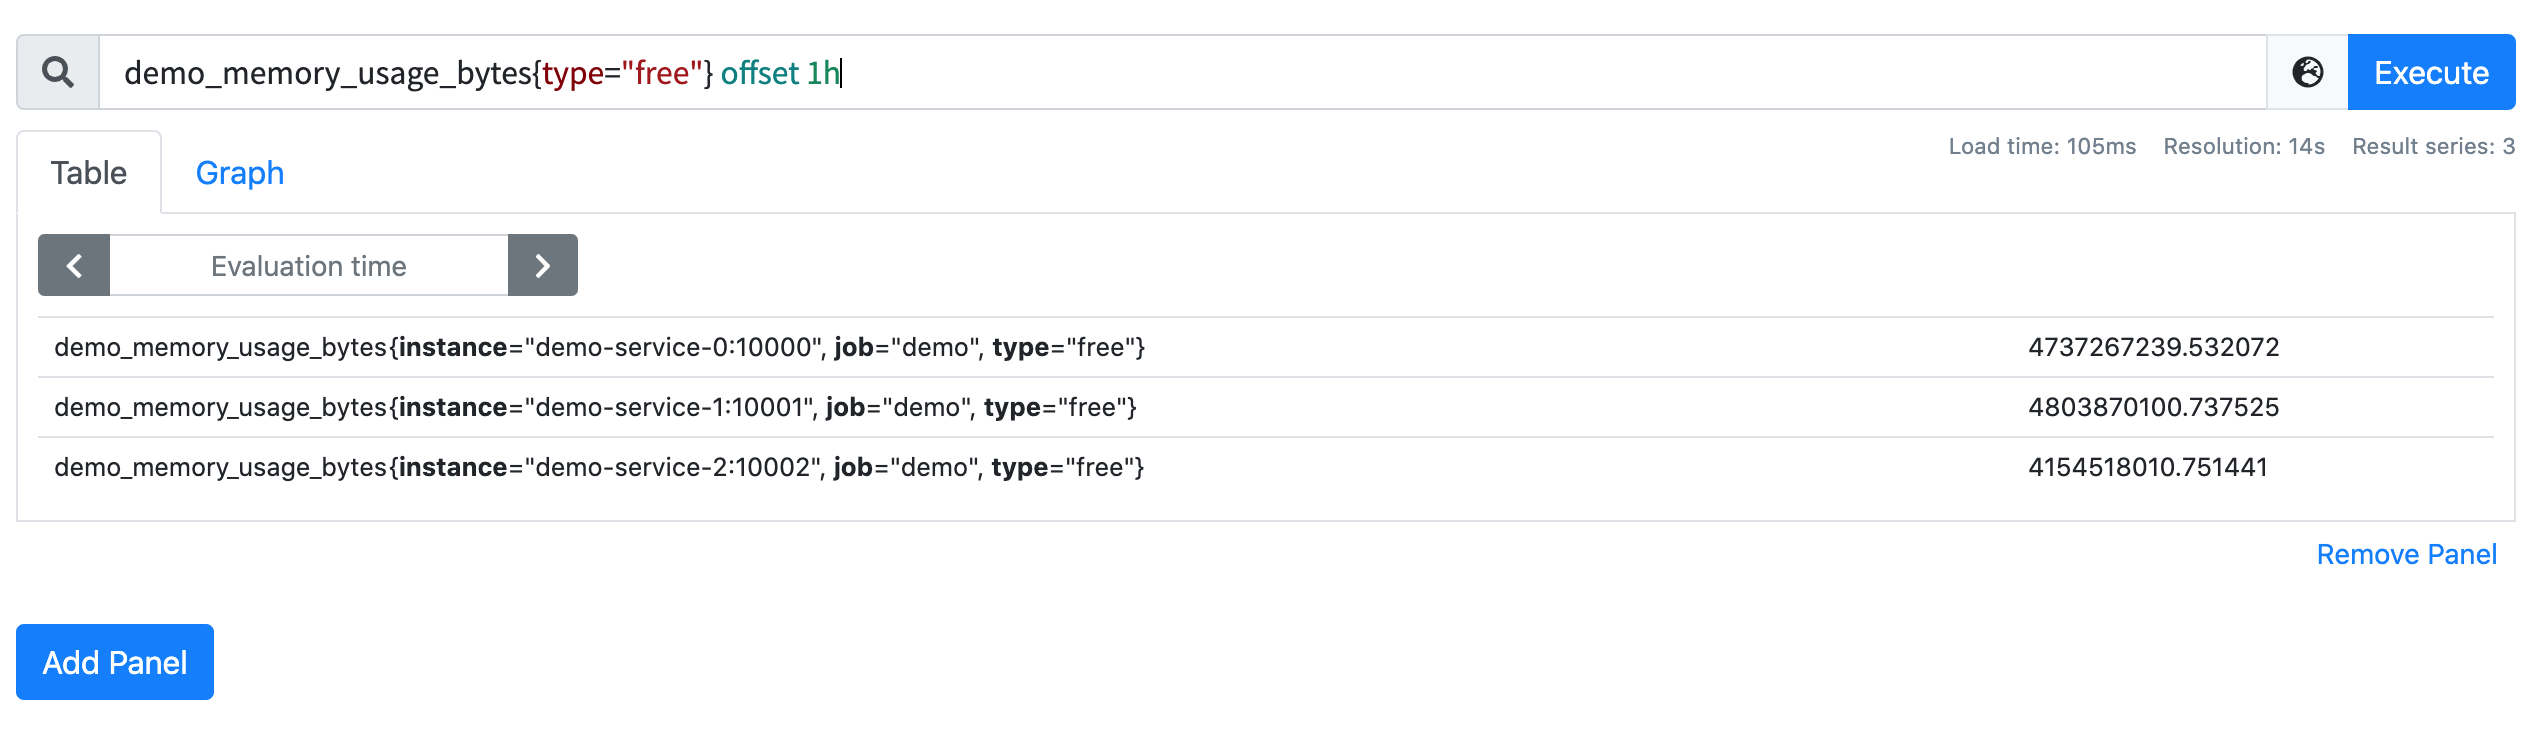 demo_memory_usage_bytes{type="free"} offset 1h
Execute
Table
Graph
Load time: 105ms Resolution: 14s Result series: 3
Evaluation time
demo_memory_usage_bytes{instance="demo-service-0:10000", job="demo", type="free"} 4737267239.532072
demo_memory_usage_bytes{instance="demo-service-1:10001", job="demo", type="free"} 4803870100.737525
demo_memory_usage_bytes{instance="demo-service-2:10002", job="demo", type="free"} 4154518010.751441
Remove Panel
Add Panel